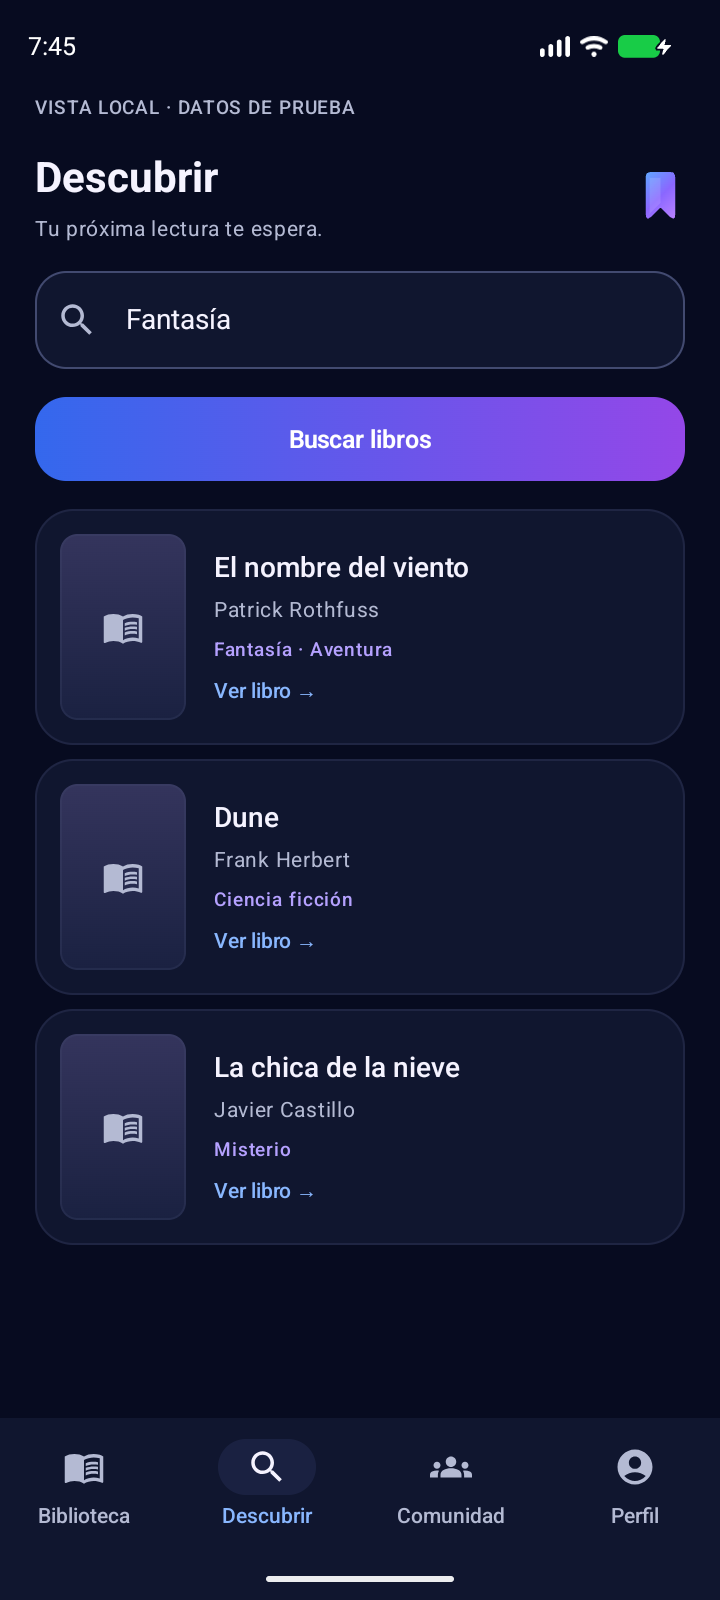 7:45
VISTA LOCAL · DATOS DE PRUEBA
Descubrir
Tu próxima lectura te espera.
Fantasía
Buscar libros
El nombre del viento
Patrick Rothfuss
Fantasía · Aventura
Ver libro →
Dune
Frank Herbert
Ciencia ficción
Ver libro →
La chica de la nieve
Javier Castillo
Misterio
Ver libro →
Biblioteca Descubrir Comunidad Perfil